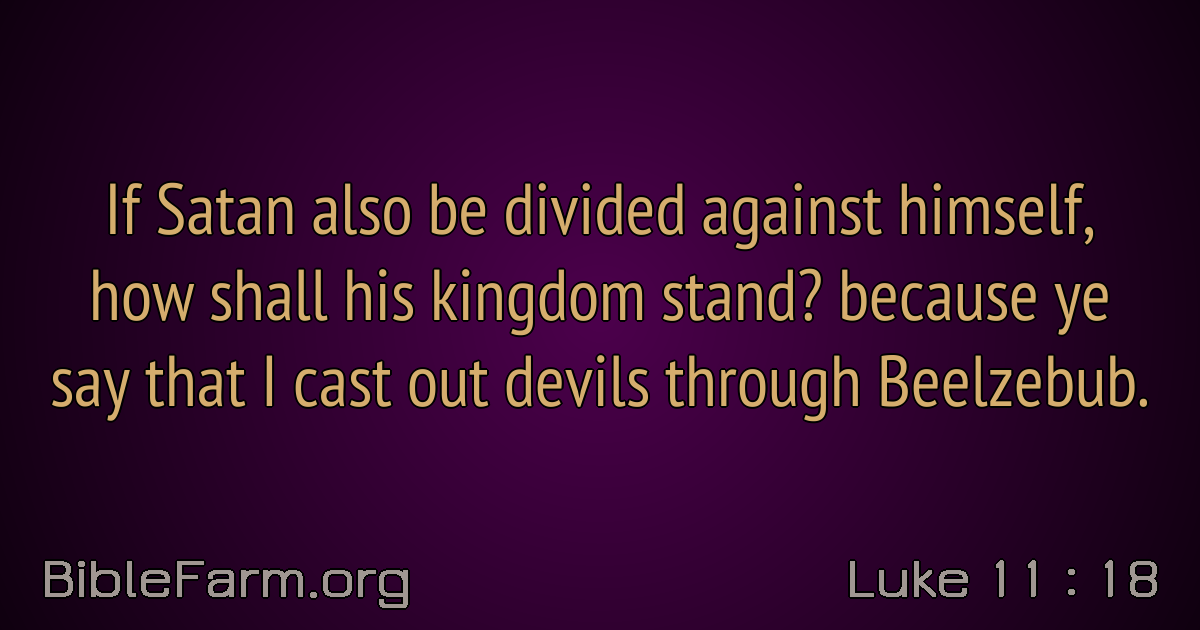 If Satan also be divided against himself,
how shall his kingdom stand? because ye
say that I cast out devils through Beelzebub.
BibleFarm.org
Luke 11 : 18